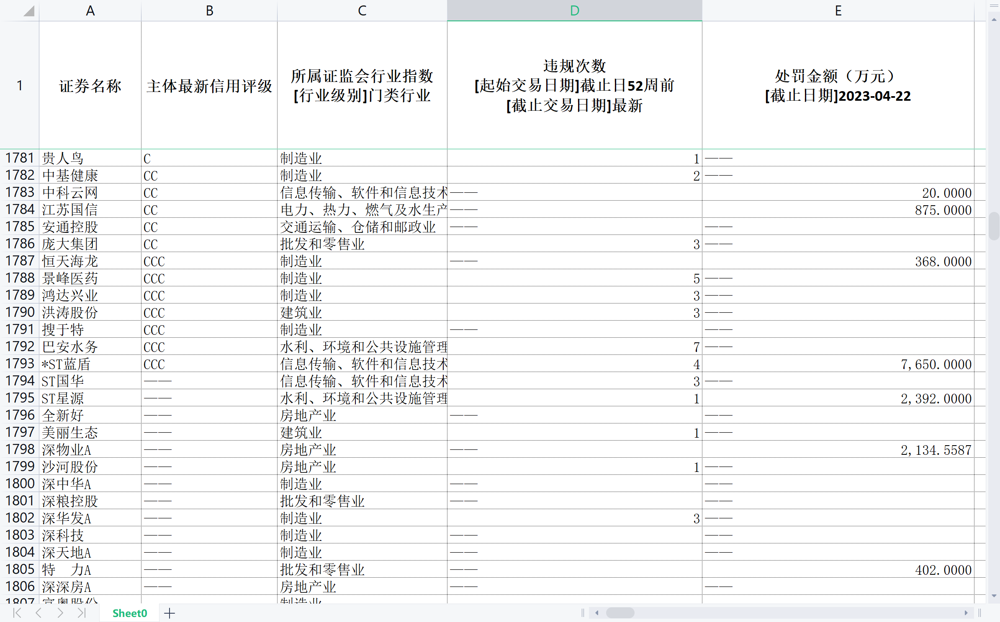 A B C D E
1 证券名称 主体最新信用评级 所属证监会行业指数 [行业级别]门类行业 违规次数 [起始交易日期]截止日52周前 [截止交易日期]最新 处罚金额（万元） [截止日期]2023-04-22
1781 贵人鸟 C 制造业 1 ——
1782 中基健康 CC 制造业 2 ——
1783 中科云网 CC 信息传输、软件和信息技术 —— 20.0000
1784 江苏国信 CC 电力、热力、燃气及水生产 —— 875.0000
1785 安通控股 CC 交通运输、仓储和邮政业 —— ——
1786 庞大集团 CC 批发和零售业 3 ——
1787 恒天海龙 CCC 制造业 —— 368.0000
1788 景峰医药 CCC 制造业 5 ——
1789 鸿达兴业 CCC 制造业 3 ——
1790 洪涛股份 CCC 建筑业 3 ——
1791 搜于特 CCC 制造业 —— ——
1792 巴安水务 CCC 水利、环境和公共设施管理 7 ——
1793 *ST蓝盾 CCC 信息传输、软件和信息技术 4 7,650.0000
1794 ST国华 —— 信息传输、软件和信息技术 3 ——
1795 ST星源 —— 水利、环境和公共设施管理 1 2,392.0000
1796 全新好 —— 房地产业 —— ——
1797 美丽生态 —— 建筑业 1 ——
1798 深物业A —— 房地产业 —— 2,134.5587
1799 沙河股份 —— 房地产业 1 ——
1800 深中华A —— 制造业 —— ——
1801 深粮控股 —— 批发和零售业 —— ——
1802 深华发A —— 制造业 3 ——
1803 深科技 —— 制造业 —— ——
1804 深天地A —— 制造业 —— ——
1805 特　力A —— 批发和零售业 —— 402.0000
1806 深深房A —— 房地产业 —— ——
1807 富奥股份 制造业
Sheet0